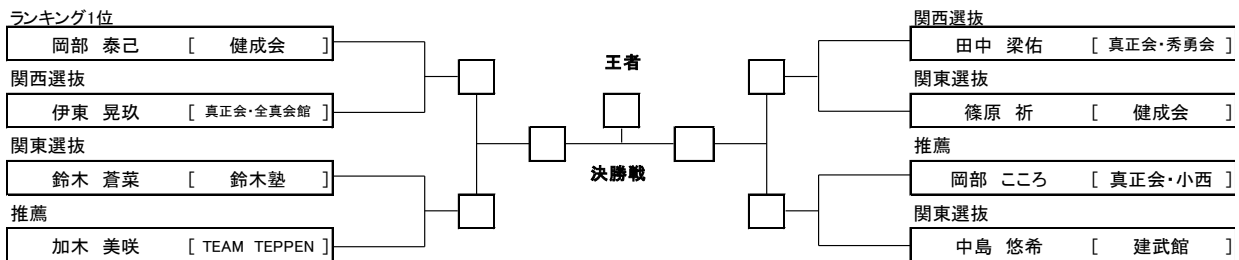 ランキング1位
岡部 泰己 [ 健成会 ]
関西選抜
伊東 晃玖 [ 真正会・全真会館 ]
関東選抜
鈴木 蒼菜 [ 鈴木塾 ]
推薦
加木 美咲 [ TEAM TEPPEN ]
王者
決勝戦
関西選抜
田中 梁佑 [ 真正会・秀勇会 ]
関東選抜
篠原 祈 [ 健成会 ]
推薦
岡部 こころ [ 真正会・小西 ]
関東選抜
中島 悠希 [ 建武館 ]